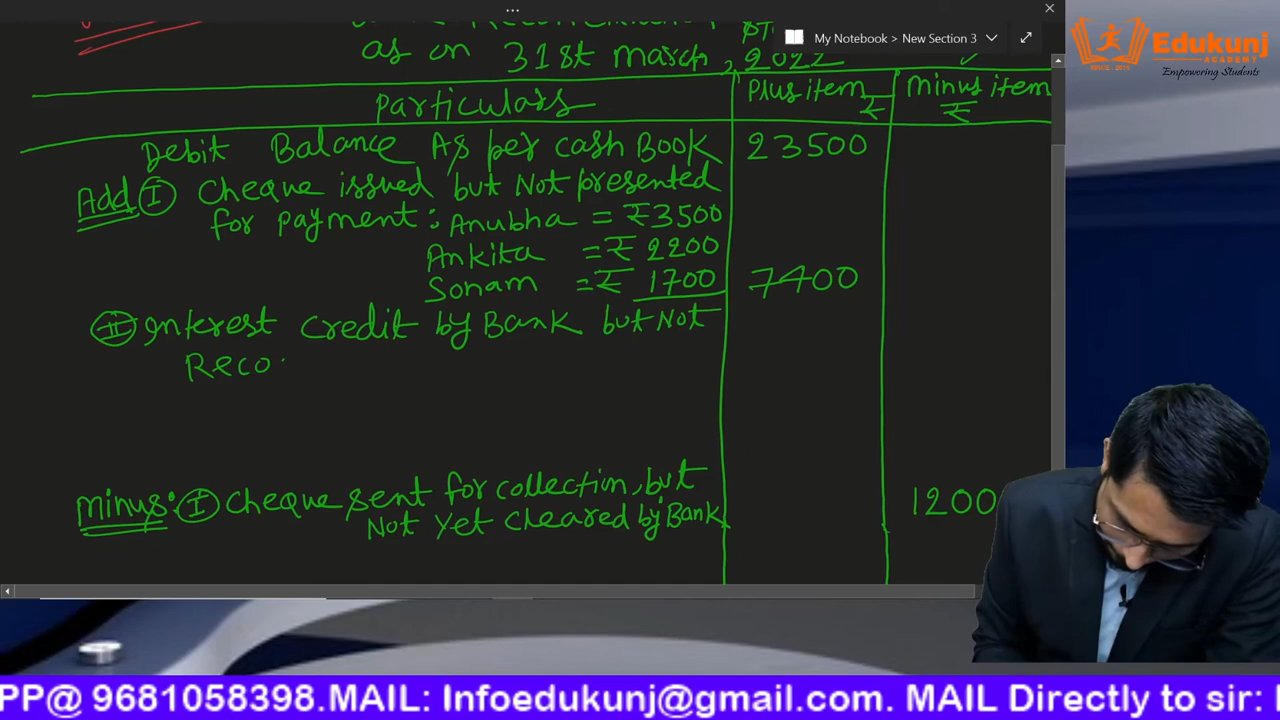 as on 31st march, 2022
My Notebook > New Section 3
Edukunj
ACADEMY
Empowering Students
Particulars Plus item ₹ minus item ₹
Debit Balance As per cash Book 23500
Add I Cheque issued but Not presented
for payment : Anubha = ₹3500
Ankita = ₹ 2200
Sonam = ₹ 1700 7400
II interest credit by Bank but Not
Reco
Minus: I Cheque sent for collection, but
Not Yet Cleared by Bank 1200
PP@ 9681058398.MAIL: Infoedukunj@gmail.com. MAIL Directly to sir: